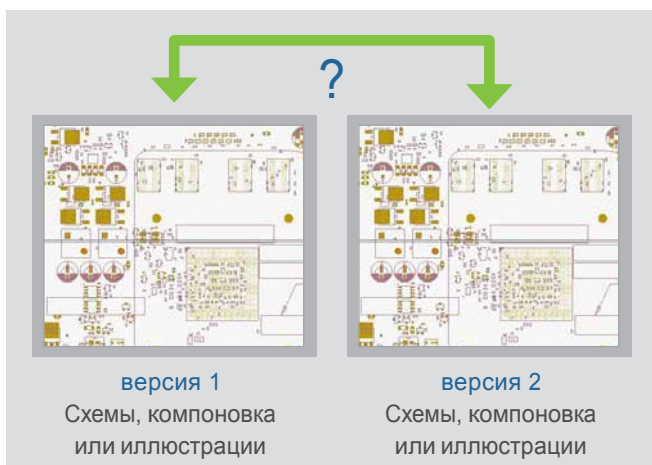 ?
версия 1
Схемы, компоновка
или иллюстрации
версия 2
Схемы, компоновка
или иллюстрации